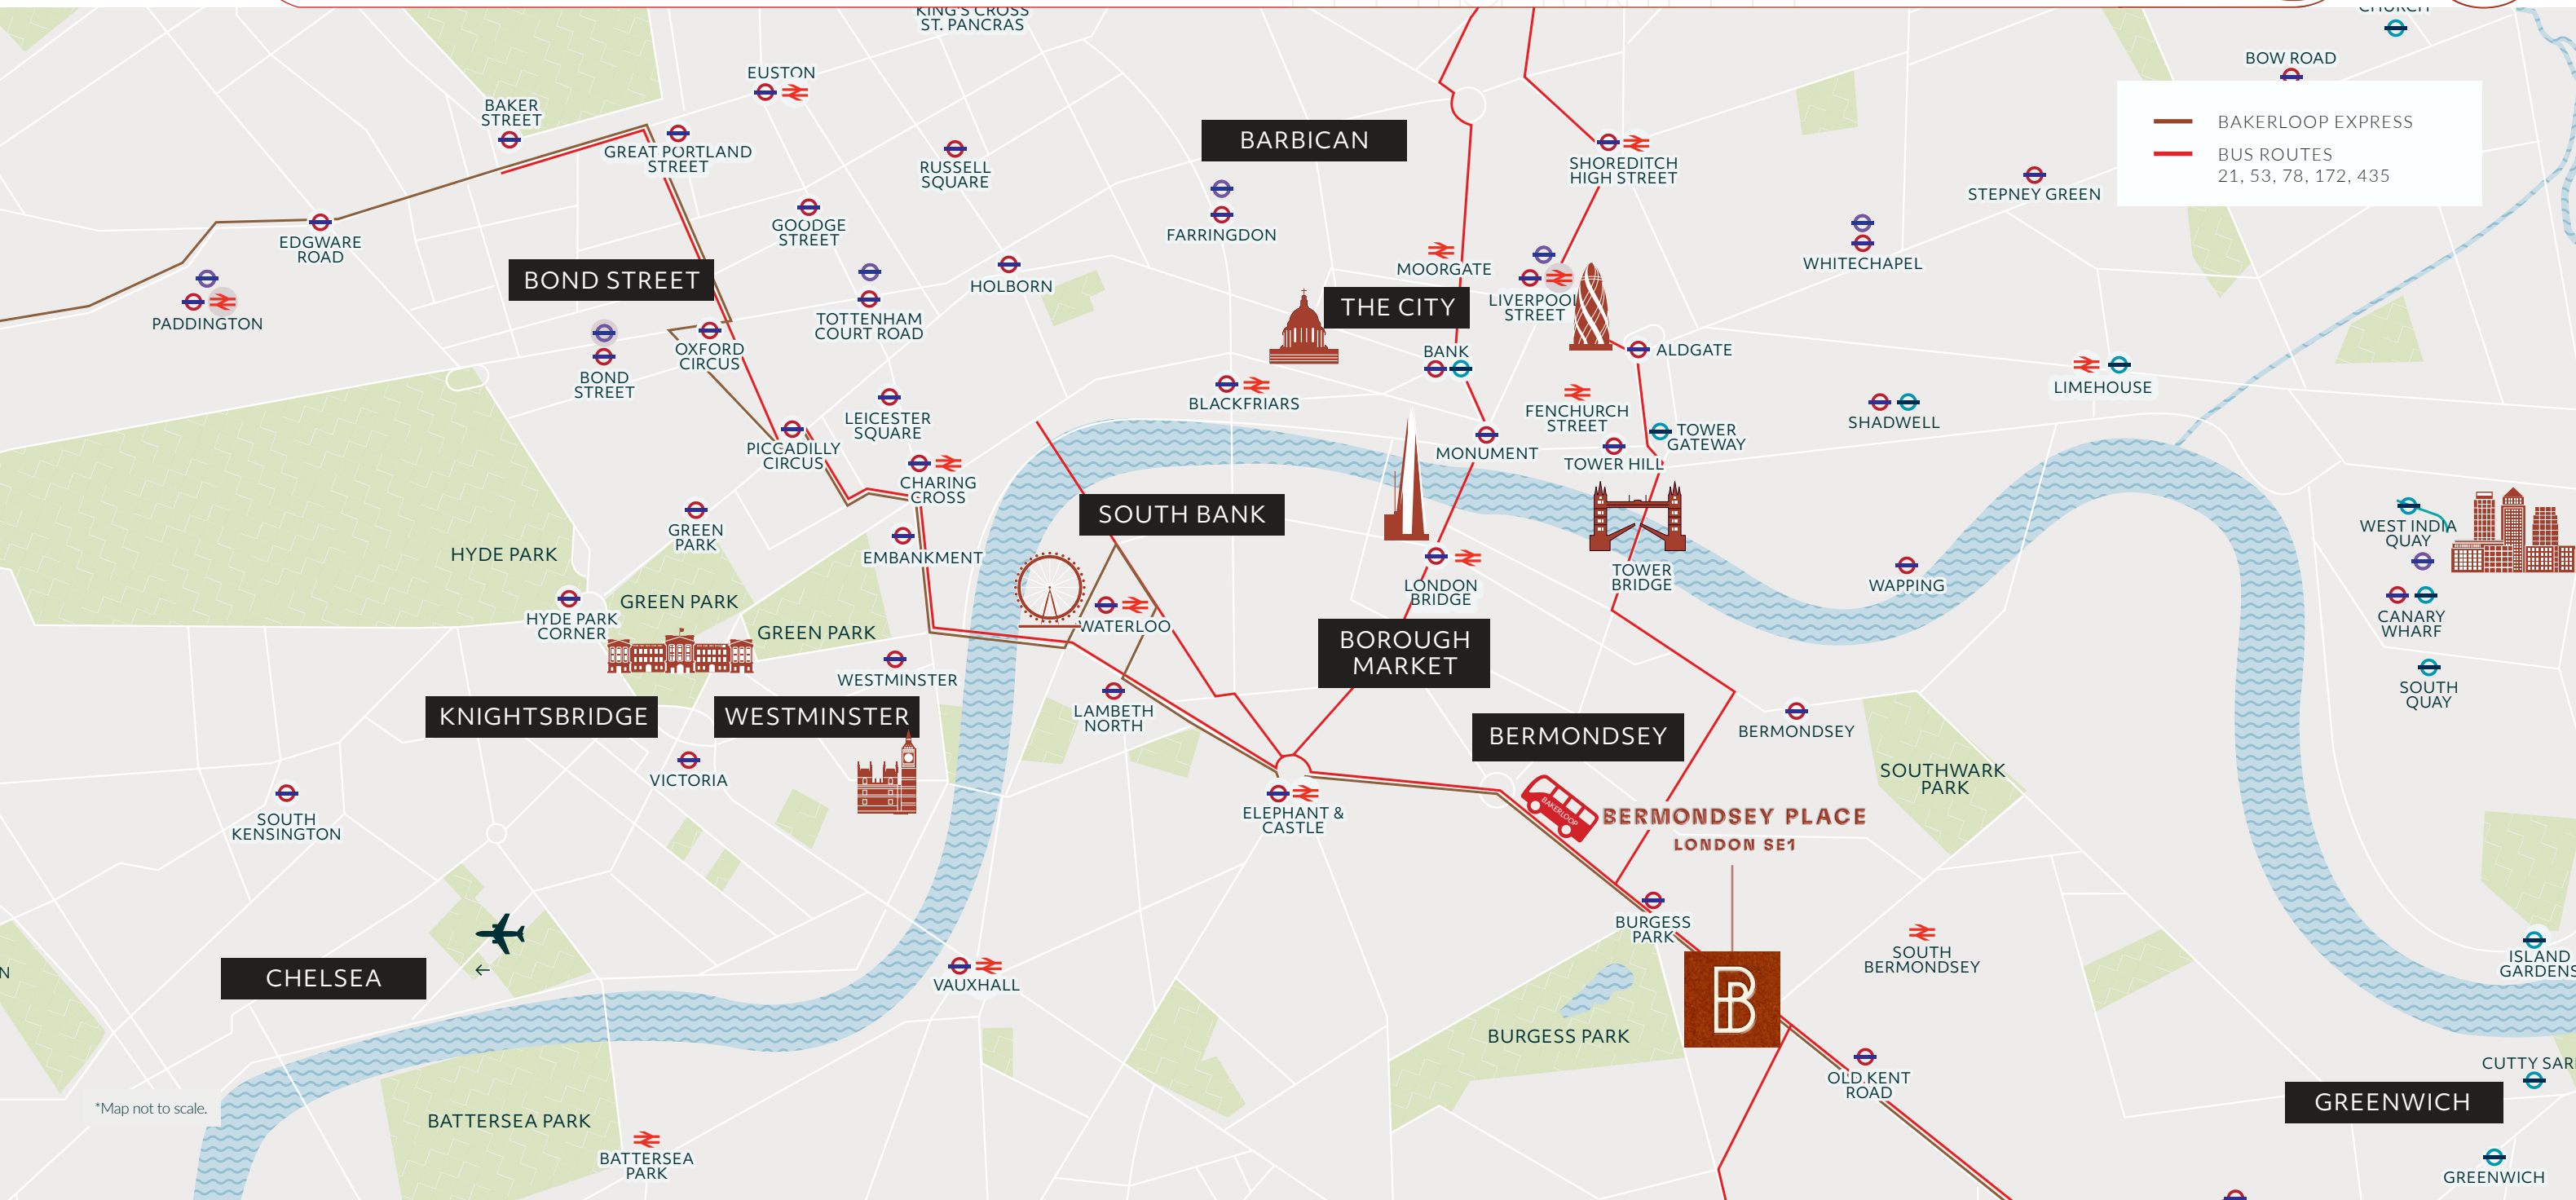 KING'S CROSS
ST. PANCRAS
CHURCH
BOW ROAD
EUSTON
BAKER
STREET
GREAT PORTLAND
STREET
RUSSELL
SQUARE
BARBICAN
SHOREDITCH
HIGH STREET
BAKERLOOP EXPRESS
BUS ROUTES
21, 53, 78, 172, 435
STEPNEY GREEN
EDGWARE
ROAD
GOODGE
STREET
FARRINGDON
WHITECHAPEL
MOORGATE
BOND STREET
HOLBORN
PADDINGTON
TOTTENHAM
COURT ROAD
THE CITY
LIVERPOOL
STREET
OXFORD
CIRCUS
BOND
STREET
BANK
ALDGATE
LIMEHOUSE
BLACKFRIARS
LEICESTER
SQUARE
FENCHURCH
STREET
SHADWELL
TOWER
GATEWAY
PICCADILLY
CIRCUS
MONUMENT
TOWER HILL
CHARING
CROSS
SOUTH BANK
GREEN
PARK
HYDE PARK
EMBANKMENT
WEST INDIA
QUAY
TOWER
BRIDGE
WAPPING
LONDON
BRIDGE
GREEN PARK
HYDE PARK
CORNER
GREEN PARK
WATERLOO
CANARY
WHARF
BOROUGH
MARKET
WESTMINSTER
SOUTH
QUAY
KNIGHTSBRIDGE
WESTMINSTER
LAMBETH
NORTH
BERMONDSEY
BERMONDSEY
VICTORIA
SOUTHWARK
PARK
SOUTH
KENSINGTON
ELEPHANT &
CASTLE
BAKERLOOP
BERMONDSEY PLACE
LONDON SE1
BURGESS
PARK
SOUTH
BERMONDSEY
ISLAND
GARDENS
N
CHELSEA
VAUXHALL
B
BURGESS PARK
CUTTY SAR
OLD KENT
ROAD
GREENWICH
*Map not to scale.
BATTERSEA PARK
BATTERSEA
PARK
GREENWICH